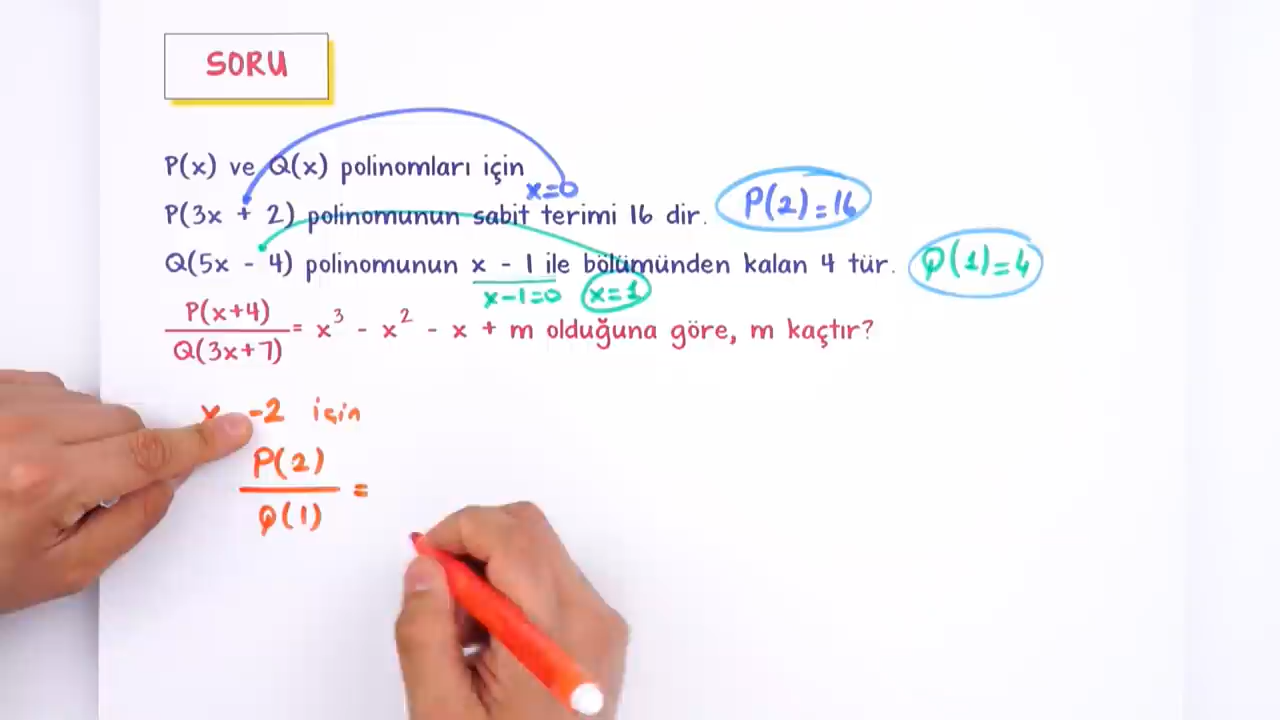 SORU
P(x) ve Q(x) polinomları için
x=0
P(3x + 2) polinomunun sabit terimi 16 dır. P(2)=16
Q(5x - 4) polinomunun x - 1 ile bölümünden kalan 4 tür. Q(1)=4
x-1=0 x=1
P(x+4)/Q(3x+7) = x³ - x² - x + m olduğuna göre, m kaçtır?
x -2 için
P(2)/Q(1) =